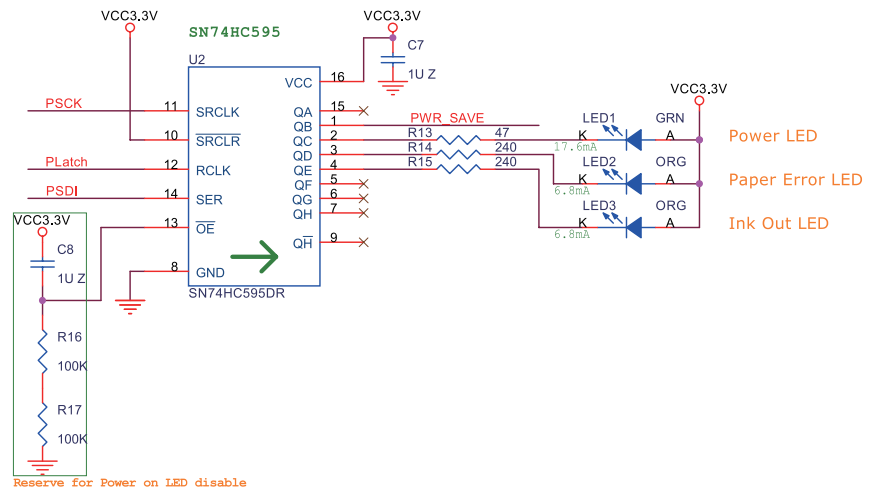 VCC3.3V
SN74HC595
VCC3.3V
U2
C7
1U Z
VCC
16
PSCK
11
SRCLK
QA
15
QB
1
PWR_SAVE
VCC3.3V
10
SRCLR
QC
2
R13
47
LED1
GRN
K
A
17.6mA
Power LED
QD
3
R14
240
PLatch
12
RCLK
QE
4
R15
240
LED2
ORG
K
A
6.8mA
Paper Error LED
QF
5
PSDI
14
SER
QG
6
QH
7
LED3
ORG
K
A
6.8mA
Ink Out LED
VCC3.3V
13
OE
QH
9
C8
1U Z
8
GND
SN74HC595DR
R16
100K
R17
100K
Reserve for Power on LED disable